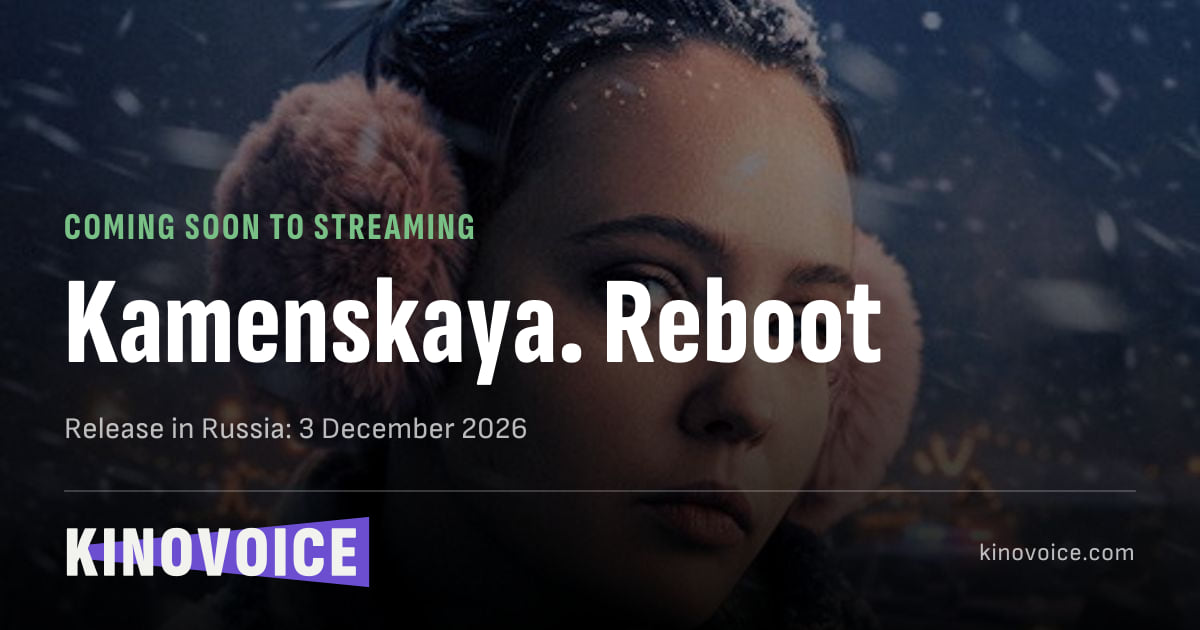 COMING SOON TO STREAMING
Kamenskaya. Reboot
Release in Russia: 3 December 2026
KINOVOICE
kinovoice.com